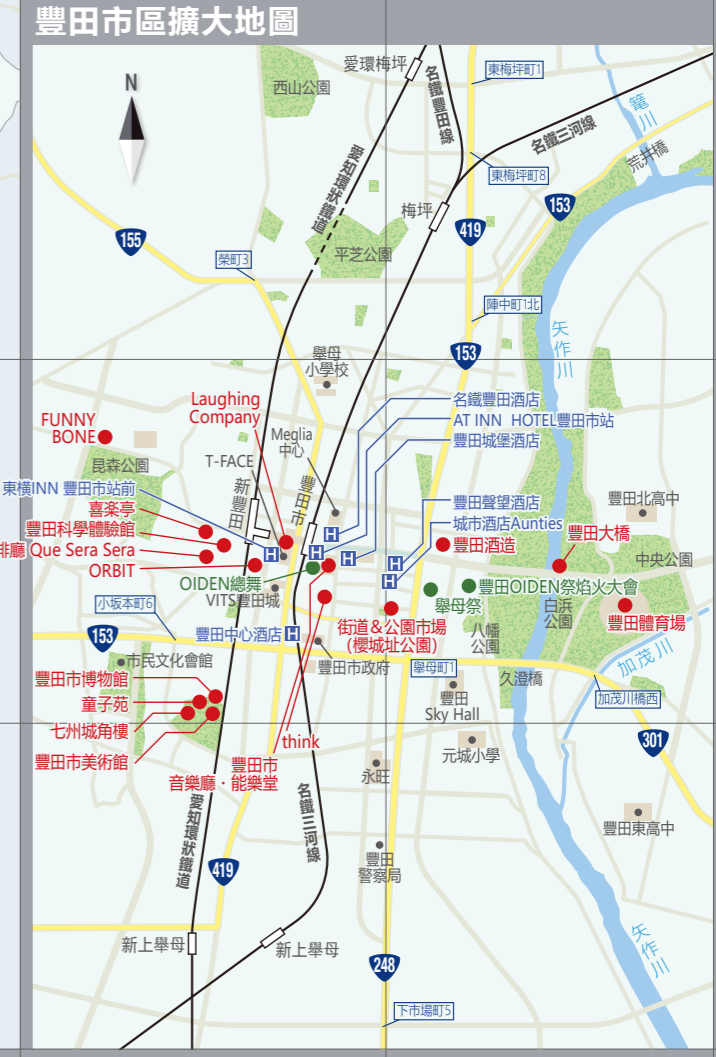 豐田市區擴大地圖
N
愛環梅坪
名鐵豐田線
東梅坪町1
西山公園
籠川
名鐵三河線
荒井橋
愛知環狀鐵道
東梅坪町8
梅坪
153
419
155
平芝公園
榮町3
陣中町1北
矢作川
153
舉母
小學校
Laughing
Company
名鐵豐田酒店
AT INN HOTEL豐田市站
豐田城堡酒店
FUNNY
BONE
Meglia
中心
T-FACE
昆森公園
新豐田
豐田市
東橫INN 豐田市站前
喜楽亭
豐田科學體驗館
啡廳 Que Sera Sera
ORBIT
豐田聲望酒店
城市酒店Aunties
豐田北高中
豐田大橋
豐田酒造
中央公園
OIDEN總舞
VITS豐田城
豐田OIDEN祭焰火大會
舉母祭
白浜
公園
豐田體育場
小坂本町6
153
豐田中心酒店
街道&公園市場
(櫻城址公園)
八幡
公園
加茂川
市民文化會館
豐田市政府
舉母町1
久澄橋
豐田市博物館
童子苑
七州城角樓
豐田市美術館
豐田
Sky Hall
加茂川橋西
301
think
豐田市
音樂廳・能樂堂
元城小學
永旺
愛知環狀鐵道
名鐵三河線
豐田東高中
豐田
警察局
419
矢作川
新上舉母
新上舉母
248
下市場町5
H
H
H
H
H
H
H